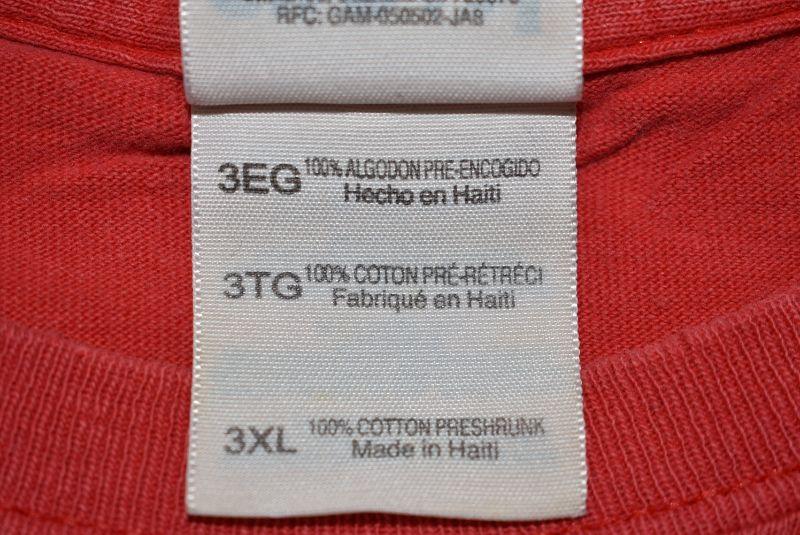 RFC: GAM-050502-JA8
3EG 100% ALGODON PRE-ENCOGIDO
Hecho en Haiti
3TG 100% COTON PRÉ-RÉTRÉCI
Fabriqué en Haiti
3XL 100% COTTON PRESHRUNK
Made in Haiti